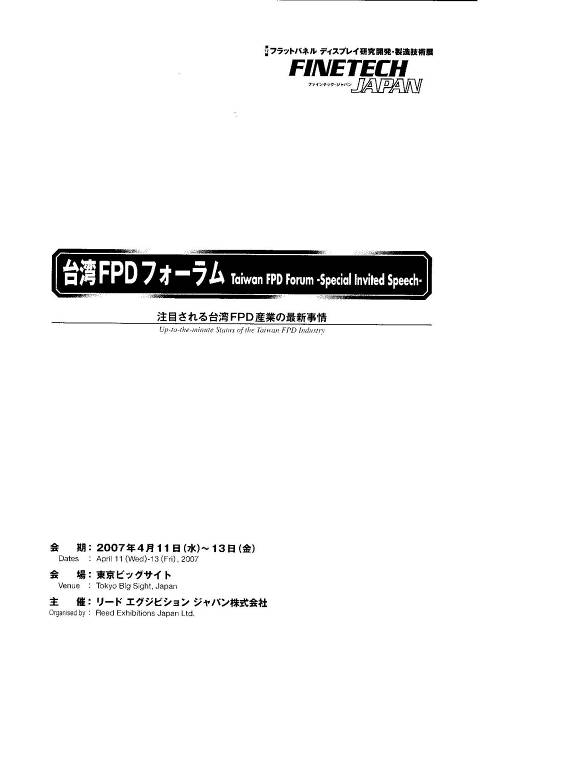 フラットパネル ディスプレイ研究開発・製造技術展
FINETECH
ファインテック・ジャパン JAPAN
台湾FPDフォーラム Taiwan FPD Forum -Special Invited Speech-
注目される台湾FPD産業の最新事情
Up-to-the-minute Status of the Taiwan FPD Industry
会 期：2007年4月11日（水）～13日（金）
Dates : April 11 (Wed)-13 (Fri), 2007
会 場：東京ビッグサイト
Venue : Tokyo Big Sight, Japan
主 催：リード エグジビション ジャパン株式会社
Organised by : Reed Exhibitions Japan Ltd.